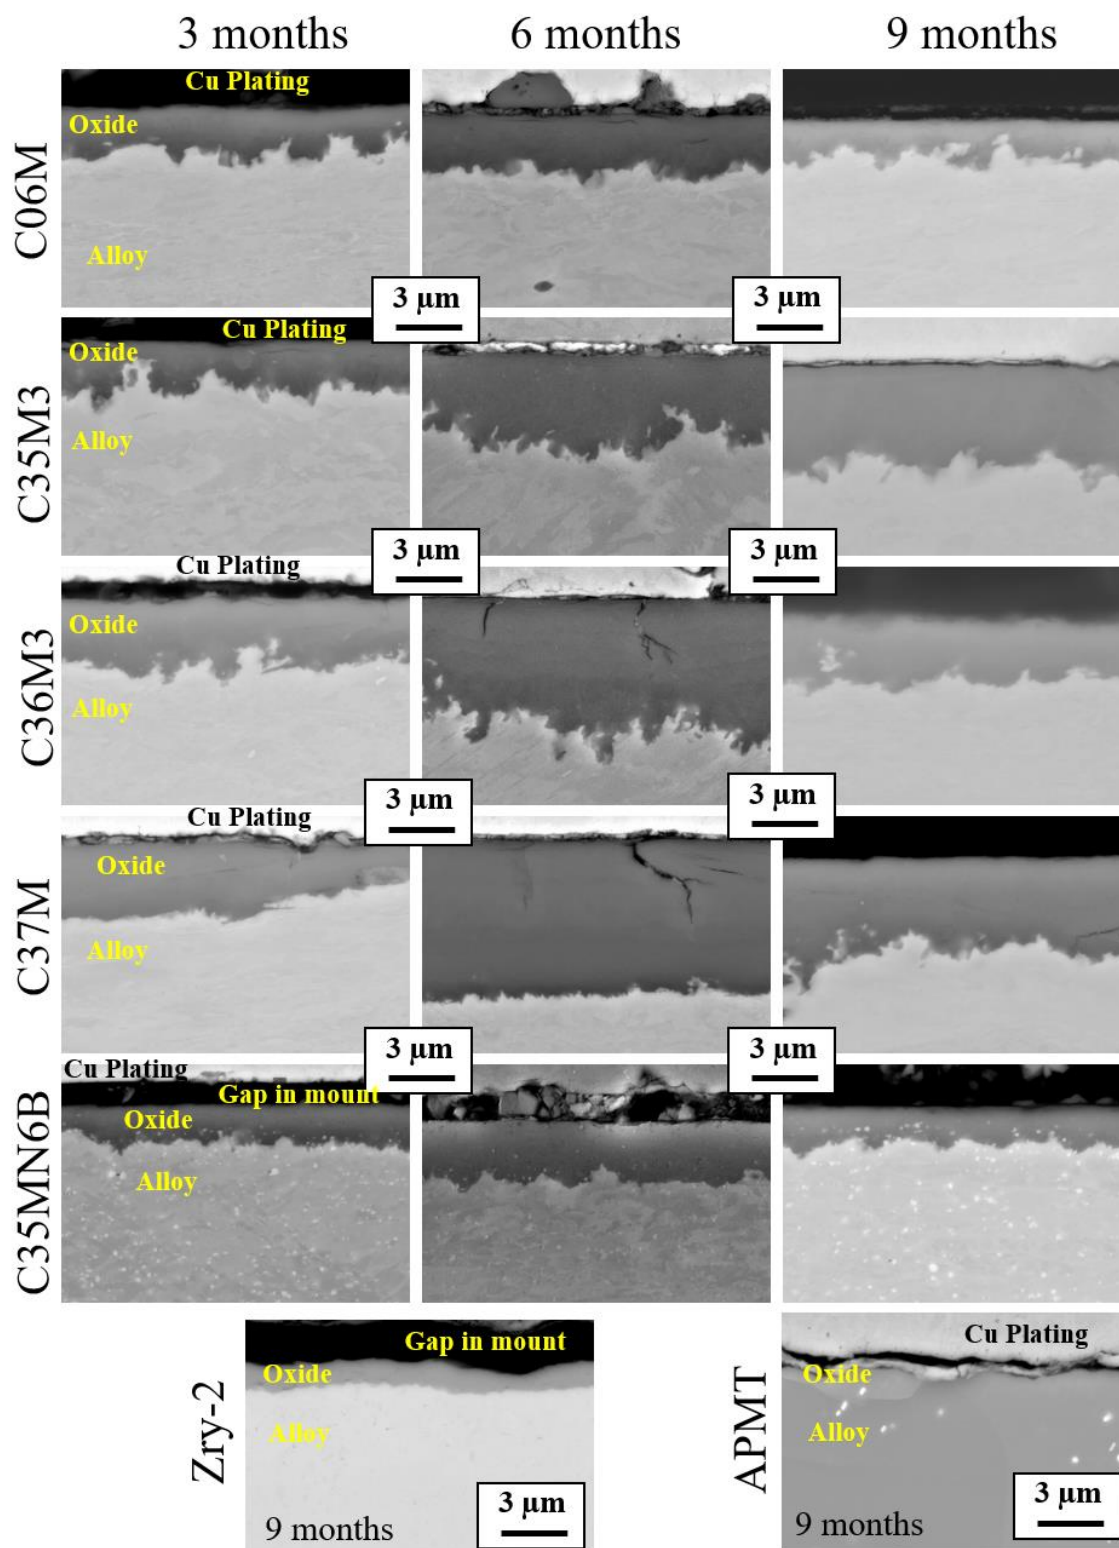 3 months 6 months 9 months
C06M
Cu Plating
Oxide
Alloy
3 μm 3 μm
C35M3
Cu Plating
Oxide
Alloy
3 μm 3 μm
C36M3
Cu Plating
Oxide
Alloy
3 μm 3 μm
C37M
Cu Plating
Oxide
Alloy
3 μm 3 μm
C35MN6B
Cu Plating
Gap in mount
Oxide
Alloy
Zry-2
Gap in mount
Oxide
Alloy
3 μm
9 months
APMT
Cu Plating
Oxide
Alloy
3 μm
9 months